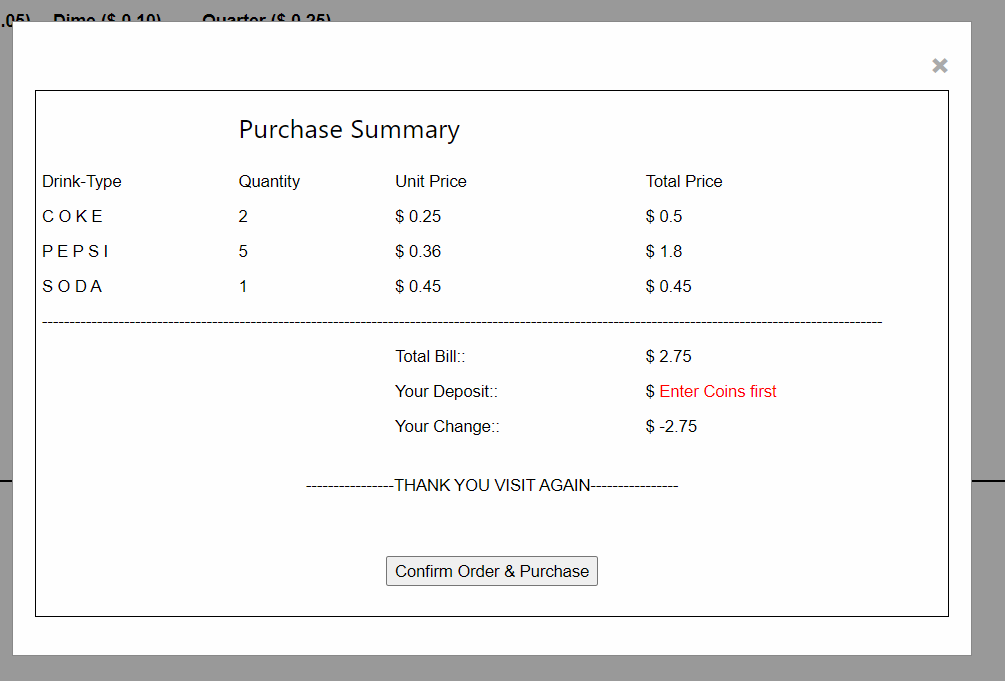 .05) Dime ($ 0.10) Quarter ($ 0.25)
×
Purchase Summary
Drink-Type Quantity Unit Price Total Price
C O K E 2 $ 0.25 $ 0.5
P E P S I 5 $ 0.36 $ 1.8
S O D A 1 $ 0.45 $ 0.45
------------------------------------------------------------------------------------------------------------------------------------------------------------------------
Total Bill:: $ 2.75
Your Deposit:: $ Enter Coins first
Your Change:: $ -2.75
----------------THANK YOU VISIT AGAIN----------------
Confirm Order & Purchase